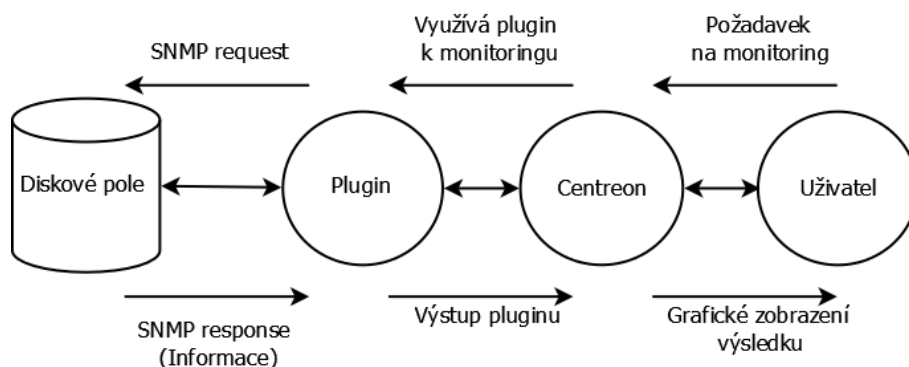 SNMP request
Využívá plugin
k monitoringu
Požadavek
na monitoring
Diskové pole
Plugin
Centreon
Uživatel
SNMP response
(Informace)
Výstup pluginu
Grafické zobrazení
výsledku